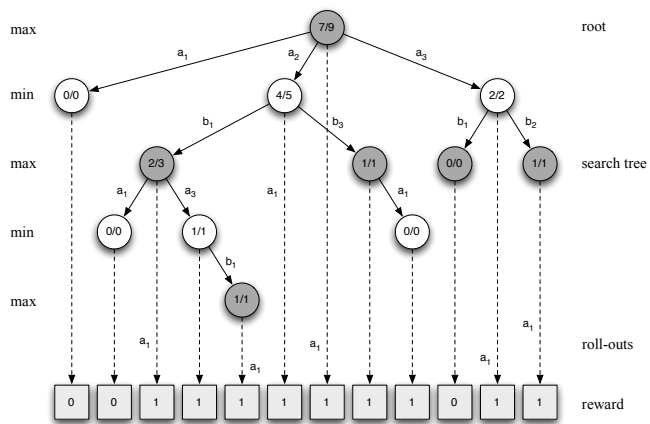 max 7/9 root
a1 a2 a3
min 0/0 4/5 2/2
b1 b3 b1 b2
max 2/3 1/1 0/0 1/1 search tree
a1 a3 a1 a1
min 0/0 1/1 0/0
b1
max 1/1
a1 a1 a1 a1 a1 roll-outs
0 0 1 1 1 1 1 1 1 0 1 1 reward